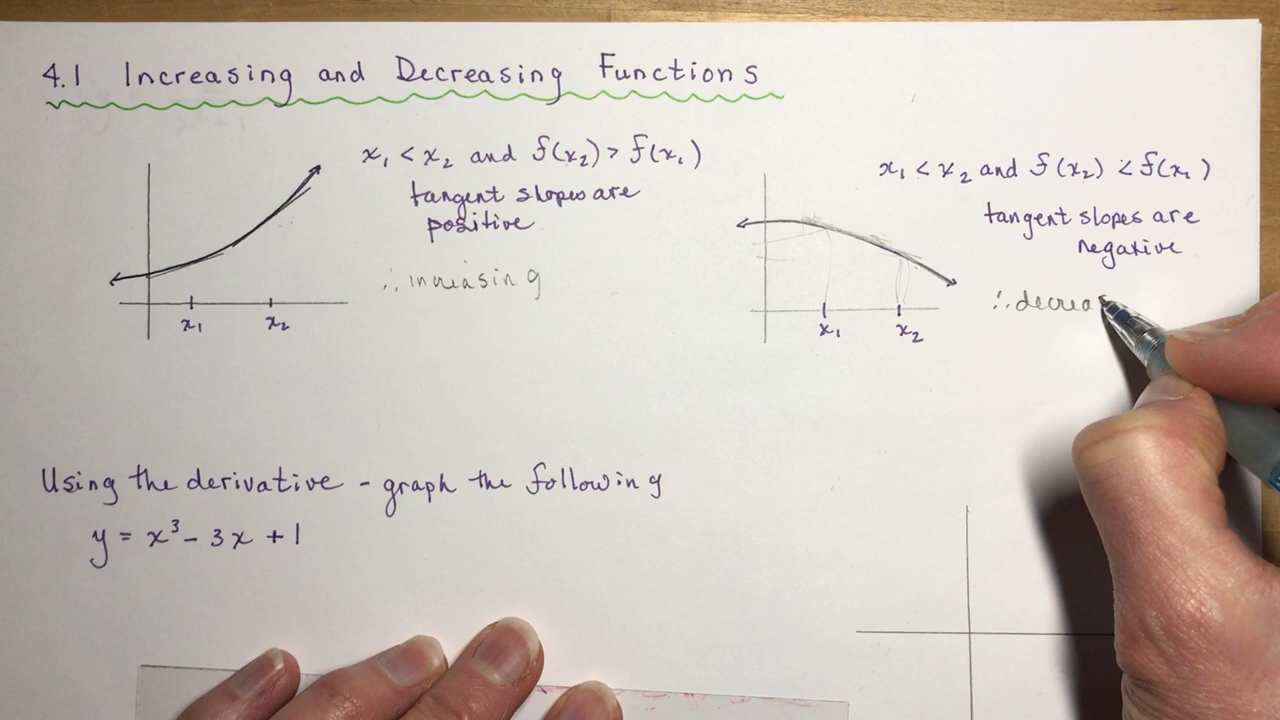 4.1 Increasing and Decreasing Functions
x₁ < x₂ and f(x₂) > f(x₁)
tangent slopes are
positive
∴ increasing
x₁ x₂
x₁ < x₂ and f(x₂) < f(x₁)
tangent slopes are
negative
∴ decrea
x₁ x₂
Using the derivative - graph the following
y = x³ - 3x + 1